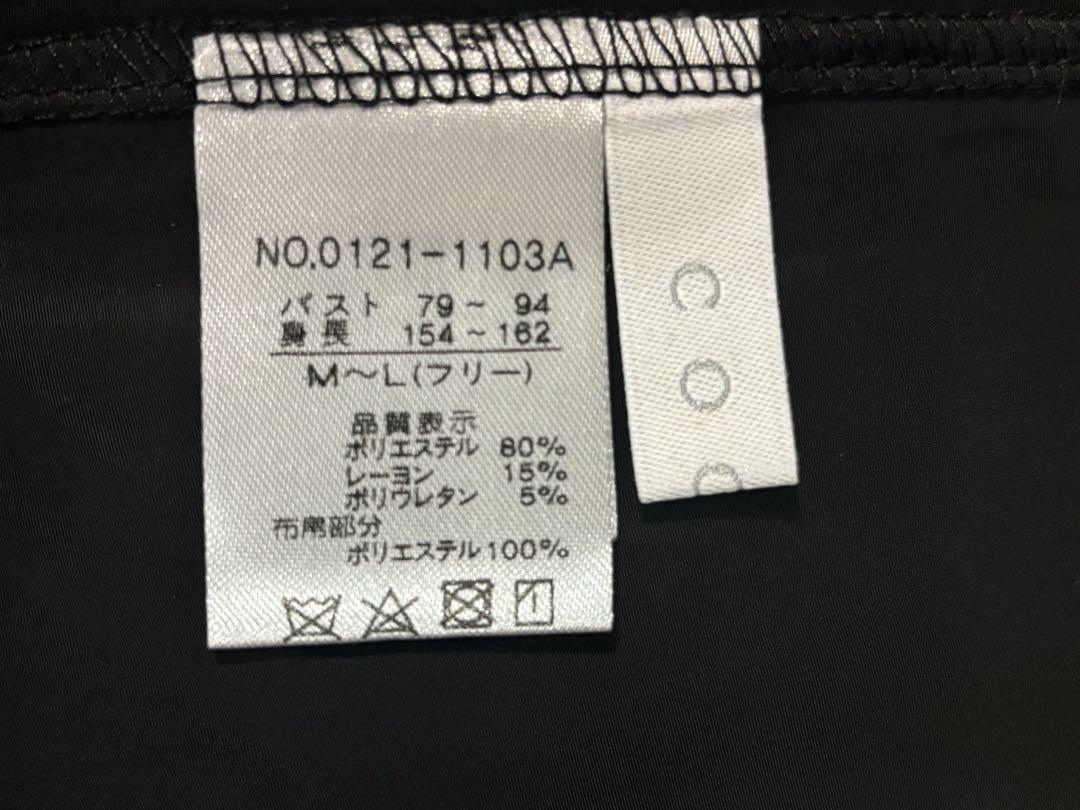 NO.0121-1103A
バスト 79~ 94
身長 154~162
M~L(フリー)
品質表示
ポリエステル 80%
レーヨン 15%
ポリウレタン 5%
布帛部分
ポリエステル100%
1
C
O